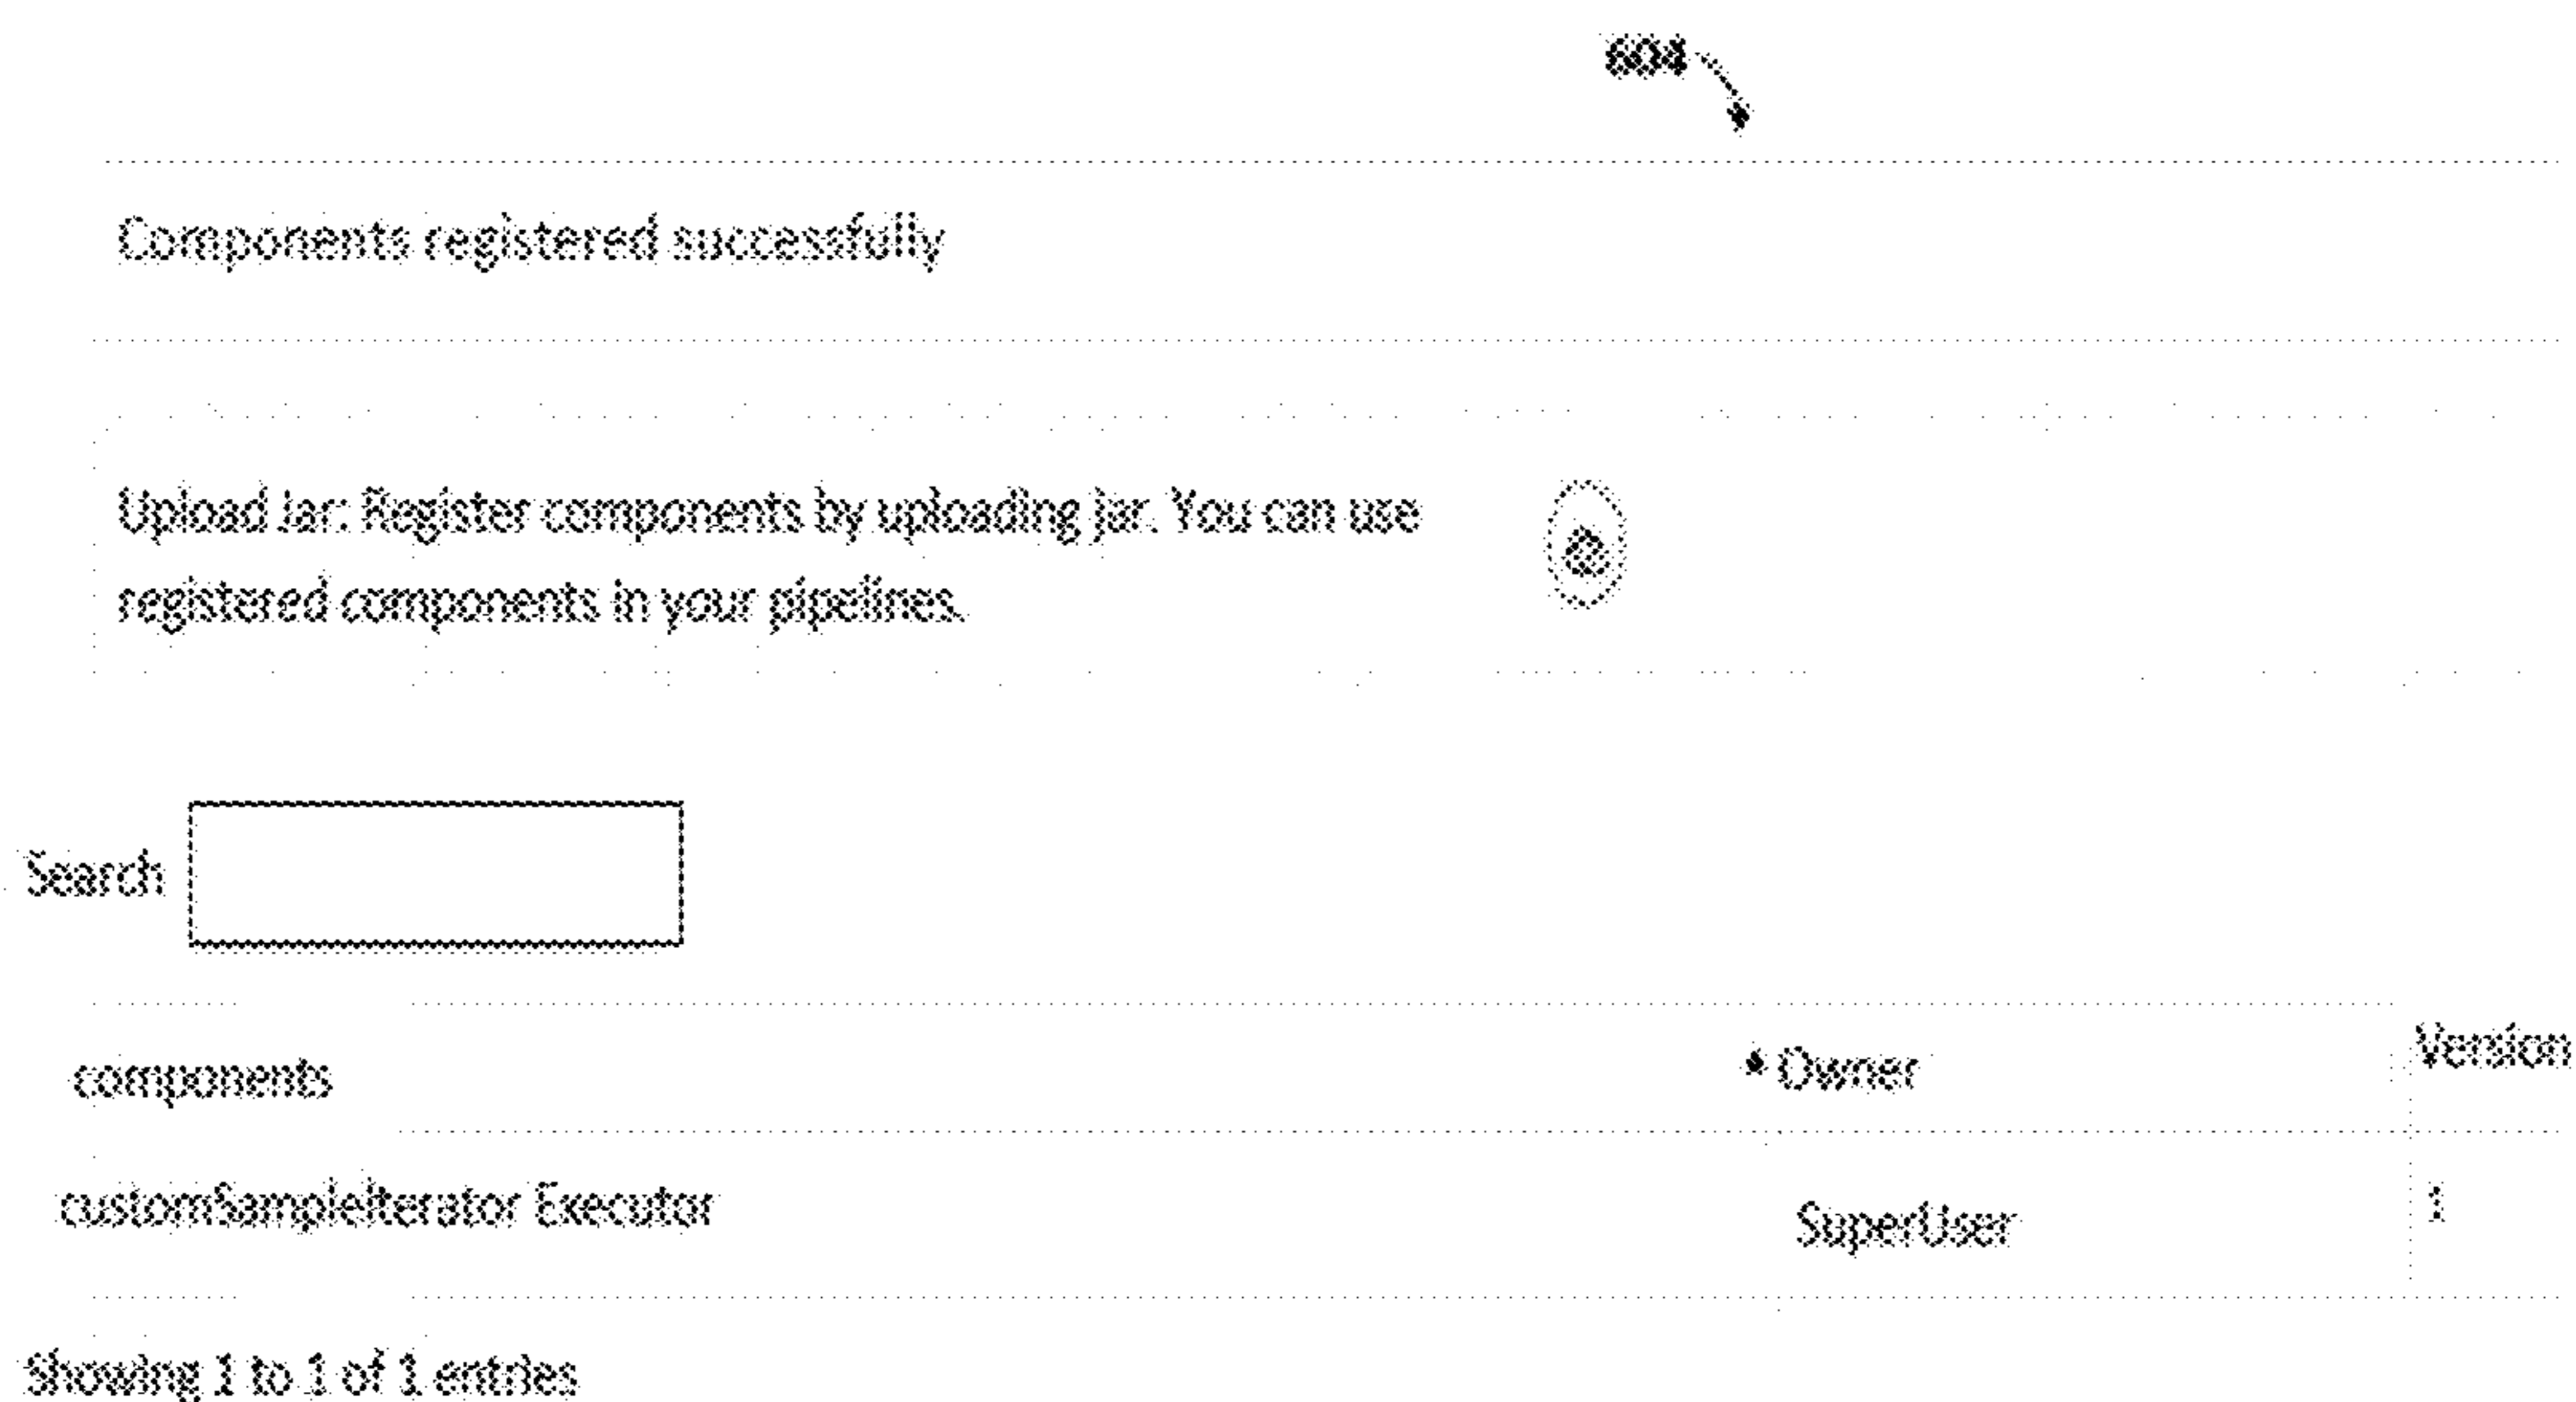 604
Components registered successfully
Upload Jar: Register components by uploading jar. You can use
registered components in your pipelines.
Search
components Owner Version
customSampleIterator Executor SuperUser 1
Showing 1 to 1 of 1 entries